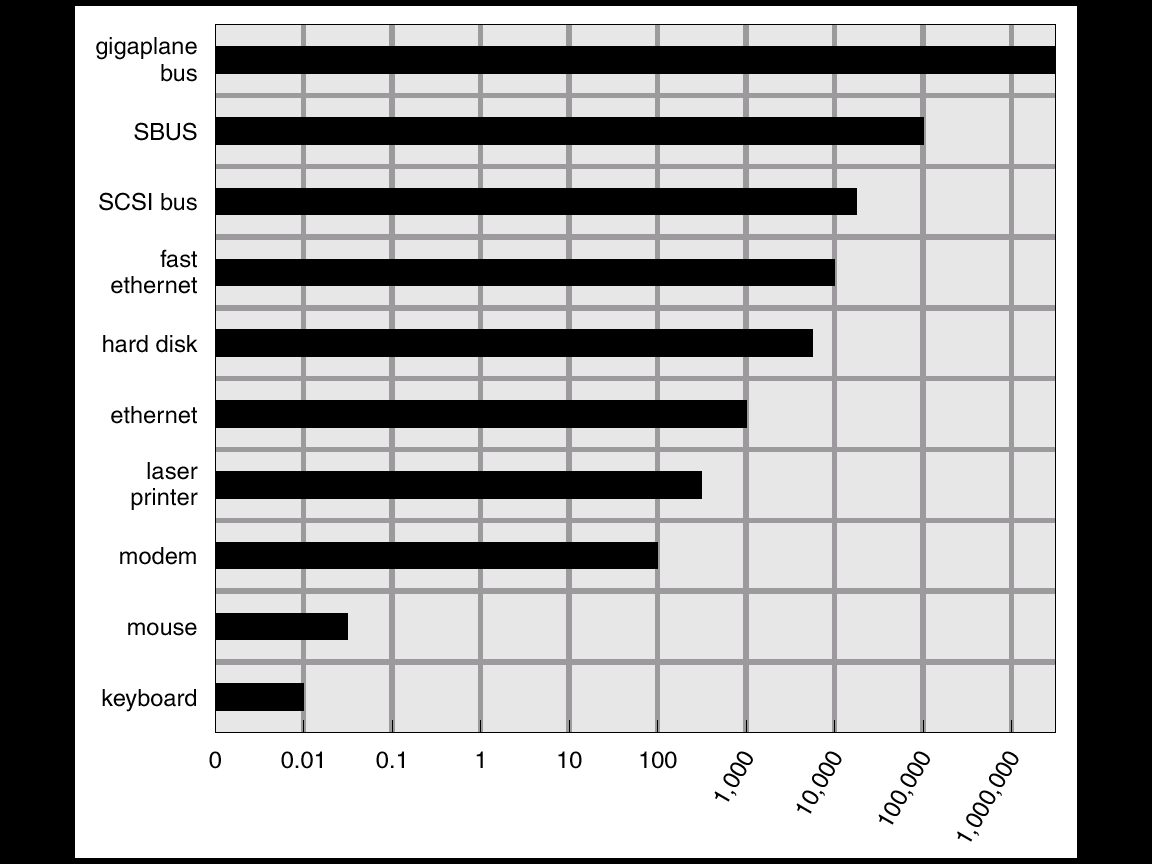 gigaplane
bus
SBUS
SCSI bus
fast
ethernet
hard disk
ethernet
laser
printer
modem
mouse
keyboard
0
0.01
0.1
1
10
100
1,000
10,000
100,000
1,000,000